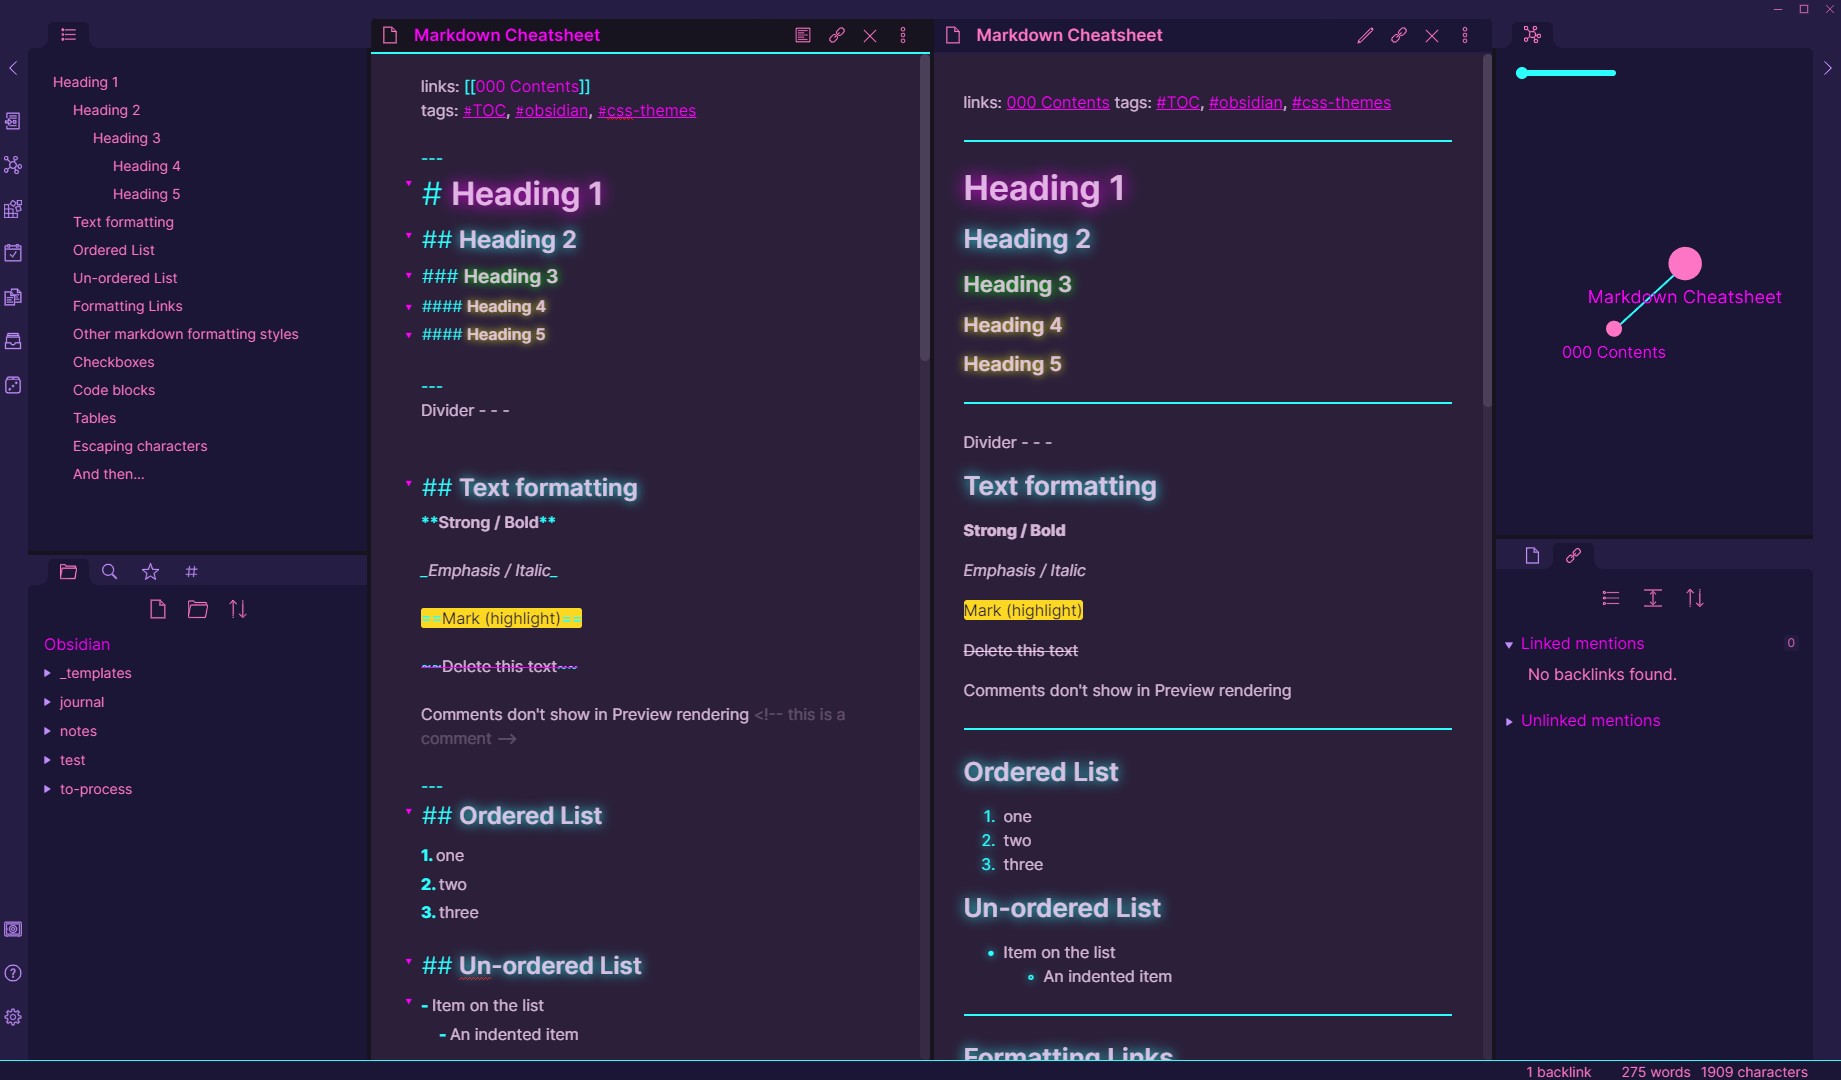 Heading 1
Heading 2
Heading 3
Heading 4
Heading 5
Text formatting
Ordered List
Un-ordered List
Formatting Links
Other markdown formatting styles
Checkboxes
Code blocks
Tables
Escaping characters
And then...
#
Obsidian
_templates
journal
notes
test
to-process
Markdown Cheatsheet
links: [[000 Contents]]
tags: #TOC, #obsidian, #css-themes
---
# Heading 1
## Heading 2
### Heading 3
#### Heading 4
#### Heading 5
---
Divider - - -
## Text formatting
**Strong / Bold**
_Emphasis / Italic_
==Mark (highlight)==
~~Delete this text~~
Comments don't show in Preview rendering <!-- this is a
comment -->
---
## Ordered List
1. one
2. two
3. three
## Un-ordered List
- Item on the list
- An indented item
Markdown Cheatsheet
links: 000 Contents tags: #TOC, #obsidian, #css-themes
Heading 1
Heading 2
Heading 3
Heading 4
Heading 5
Divider - - -
Text formatting
Strong / Bold
Emphasis / Italic
Mark (highlight)
Delete this text
Comments don't show in Preview rendering
Ordered List
1. one
2. two
3. three
Un-ordered List
• Item on the list
◦ An indented item
Formatting Links
Markdown Cheatsheet
000 Contents
Linked mentions 0
No backlinks found.
Unlinked mentions
1 backlink 275 words 1909 characters